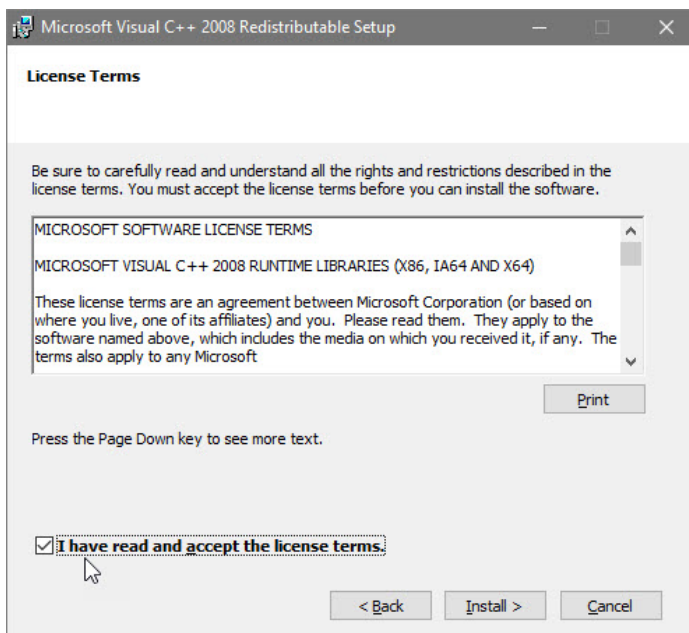 Microsoft Visual C++ 2008 Redistributable Setup
License Terms
Be sure to carefully read and understand all the rights and restrictions described in the
license terms. You must accept the license terms before you can install the software.
MICROSOFT SOFTWARE LICENSE TERMS
MICROSOFT VISUAL C++ 2008 RUNTIME LIBRARIES (X86, IA64 AND X64)
These license terms are an agreement between Microsoft Corporation (or based on
where you live, one of its affiliates) and you.  Please read them.  They apply to the
software named above, which includes the media on which you received it, if any.  The
terms also apply to any Microsoft
Print
Press the Page Down key to see more text.
I have read and accept the license terms.
< Back Install > Cancel